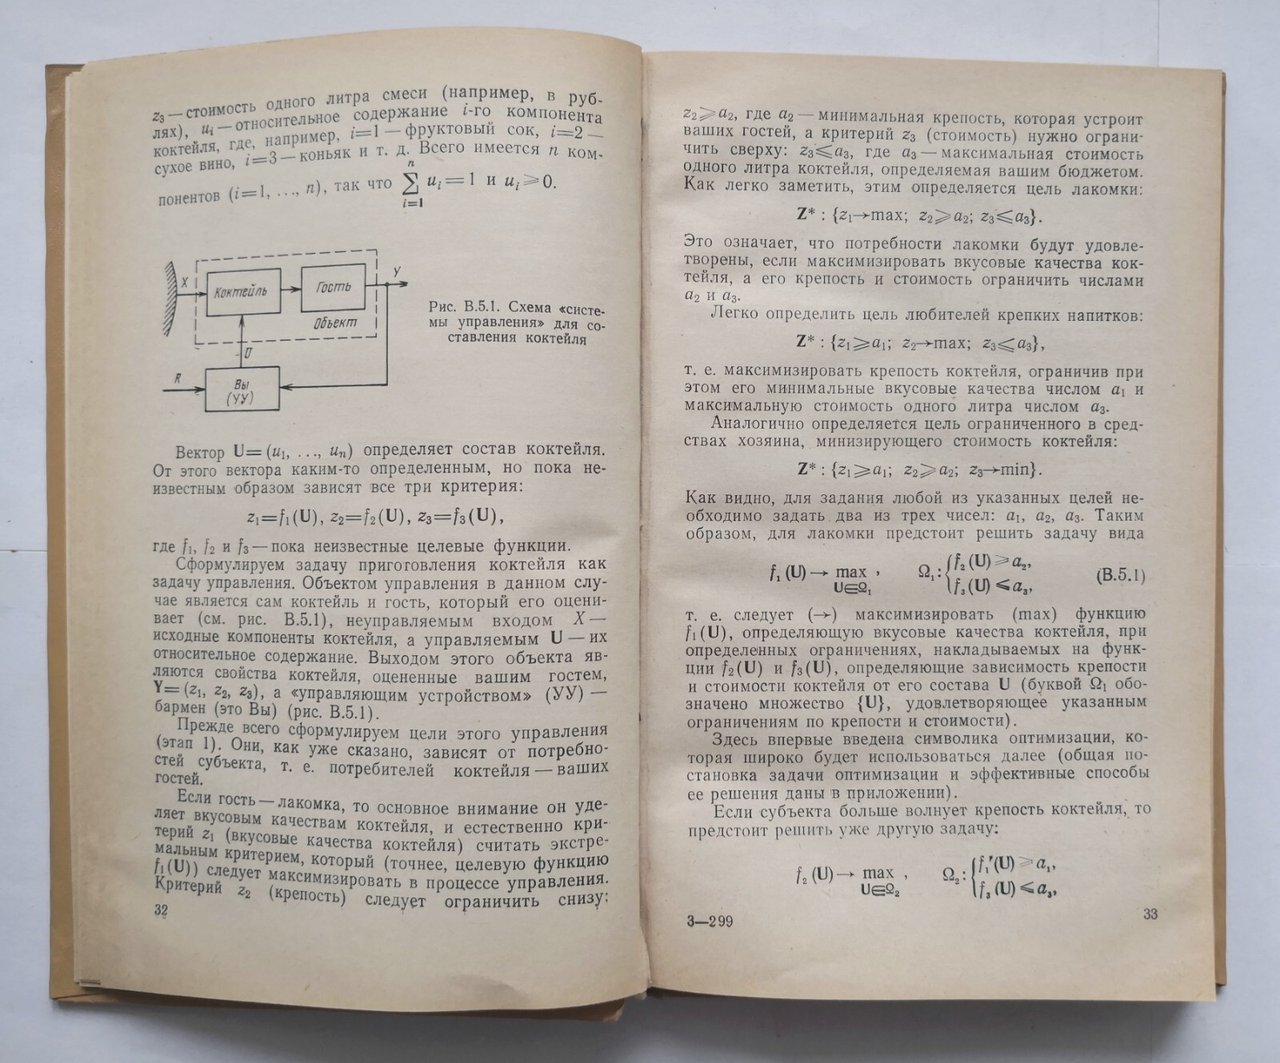 z₃ — стоимость одного литра смеси (например, в руб-
лях), uᵢ — относительное содержание i-го компонента
коктейля, где, например, i=1 — фруктовый сок, i=2 —
сухое вино, i=3 — коньяк и т. д. Всего имеется n ком-
n
понентов (i=1, ..., n), так что ∑ uᵢ=1 и uᵢ⩾0.
i=1
X
Коктейль
Гость
Y
Объект
U
R
Вы
(УУ)
Рис. В.5.1. Схема «систе-
мы управления» для со-
ставления коктейля
Вектор U=(u₁, ..., uₙ) определяет состав коктейля.
От этого вектора каким-то определенным, но пока не-
известным образом зависят все три критерия:
z₁=f₁(U), z₂=f₂(U), z₃=f₃(U),
где f₁, f₂ и f₃ — пока неизвестные целевые функции.
Сформулируем задачу приготовления коктейля как
задачу управления. Объектом управления в данном слу-
чае является сам коктейль и гость, который его оцени-
вает (см. рис. В.5.1), неуправляемым входом X —
исходные компоненты коктейля, а управляемым U — их
относительное содержание. Выходом этого объекта яв-
ляются свойства коктейля, оцененные вашим гостем,
Y=(z₁, z₂, z₃), а «управляющим устройством» (УУ) —
бармен (это Вы) (рис. В.5.1).
Прежде всего сформулируем цели этого управления
(этап 1). Они, как уже сказано, зависят от потребно-
стей субъекта, т. е. потребителей коктейля — ваших
гостей.
Если гость — лакомка, то основное внимание он уде-
ляет вкусовым качествам коктейля, и естественно кри-
терий z₁ (вкусовые качества коктейля) считать экстре-
мальным критерием, который (точнее, целевую функцию
f₁(U)) следует максимизировать в процессе управления.
Критерий z₂ (крепость) следует ограничить снизу:
32
z₂⩾a₂, где a₂ — минимальная крепость, которая устроит
ваших гостей, а критерий z₃ (стоимость) нужно ограни-
чить сверху: z₃⩽a₃, где a₃ — максимальная стоимость
одного литра коктейля, определяемая вашим бюджетом.
Как легко заметить, этим определяется цель лакомки:
Z* : {z₁→max; z₂⩾a₂; z₃⩽a₃}.
Это означает, что потребности лакомки будут удовле-
творены, если максимизировать вкусовые качества кок-
тейля, а его крепость и стоимость ограничить числами
a₂ и a₃.
Легко определить цель любителей крепких напитков:
Z* : {z₁⩾a₁; z₂→max; z₃⩽a₃},
т. е. максимизировать крепость коктейля, ограничив при
этом его минимальные вкусовые качества числом a₁ и
максимальную стоимость одного литра числом a₃.
Аналогично определяется цель ограниченного в сред-
ствах хозяина, минизирующего стоимость коктейля:
Z* : {z₁⩾a₁; z₂⩾a₂; z₃→min}.
Как видно, для задания любой из указанных целей не-
обходимо задать два из трех чисел: a₁, a₂, a₃. Таким
образом, для лакомки предстоит решить задачу вида
f₁(U)→ max , Ω₁: {f₂(U)⩾a₂,
U∈Ω₁ f₃(U)⩽a₃, (В.5.1)
т. е. следует (→) максимизировать (max) функцию
f₁(U), определяющую вкусовые качества коктейля, при
определенных ограничениях, накладываемых на функ-
ции f₂(U) и f₃(U), определяющие зависимость крепости
и стоимости коктейля от его состава U (буквой Ω₁ обо-
значено множество {U}, удовлетворяющее указанным
ограничениям по крепости и стоимости).
Здесь впервые введена символика оптимизации, ко-
торая широко будет использоваться далее (общая по-
становка задачи оптимизации и эффективные способы
ее решения даны в приложении).
Если субъекта больше волнует крепость коктейля, то
предстоит решить уже другую задачу:
f₂(U)→ max , Ω₂: {f₁(U)⩾a₁,
U∈Ω₂ f₃(U)⩽a₃,
3—299
33